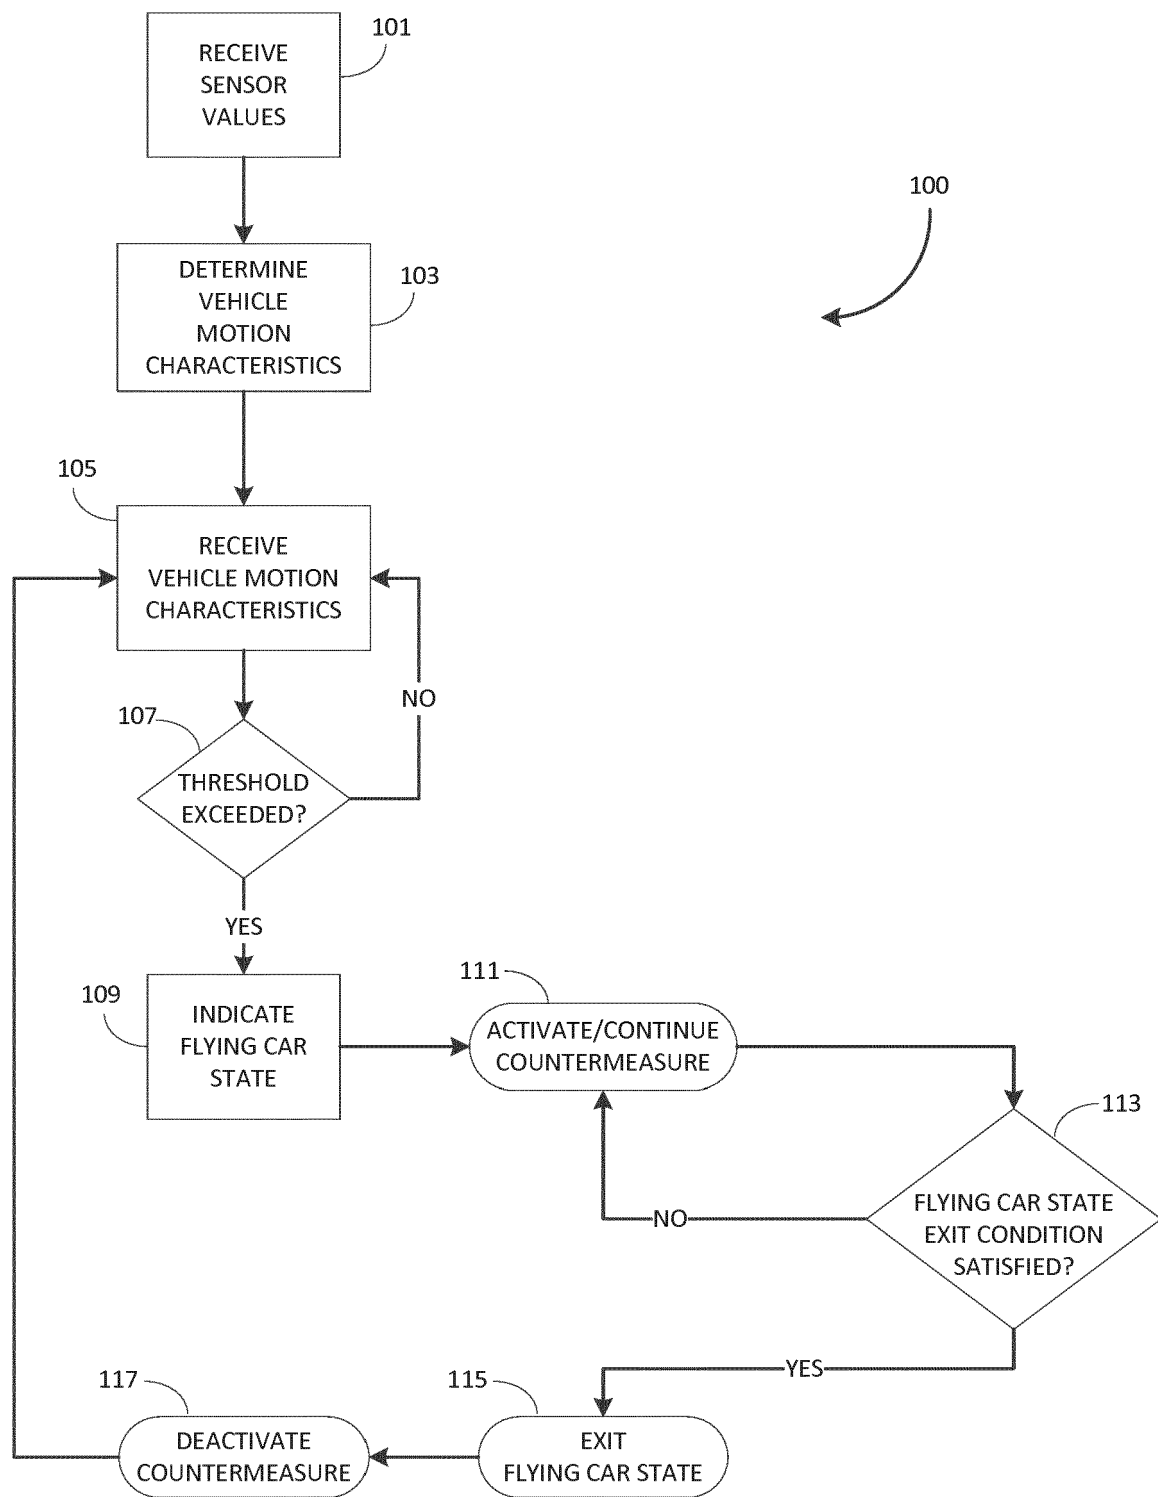 RECEIVE
SENSOR
VALUES
101
100
DETERMINE
VEHICLE
MOTION
CHARACTERISTICS
103
105
RECEIVE
VEHICLE MOTION
CHARACTERISTICS
NO
107
THRESHOLD
EXCEEDED?
YES
109
INDICATE
FLYING CAR
STATE
111
ACTIVATE/CONTINUE
COUNTERMEASURE
113
FLYING CAR STATE
EXIT CONDITION
SATISFIED?
NO
YES
115
EXIT
FLYING CAR STATE
117
DEACTIVATE
COUNTERMEASURE